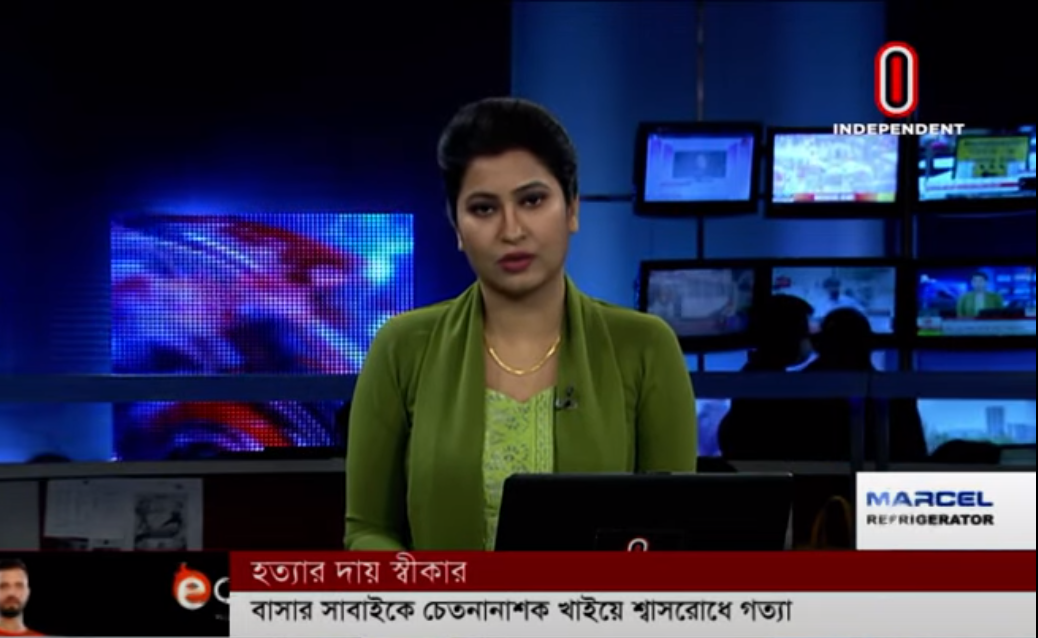 INDEPENDENT
MARCEL
REFRIGERATOR
e
হত্যার দায় স্বীকার
বাসার সাবাইকে চেতনানাশক খাইয়ে শ্বাসরোধে গত্যা